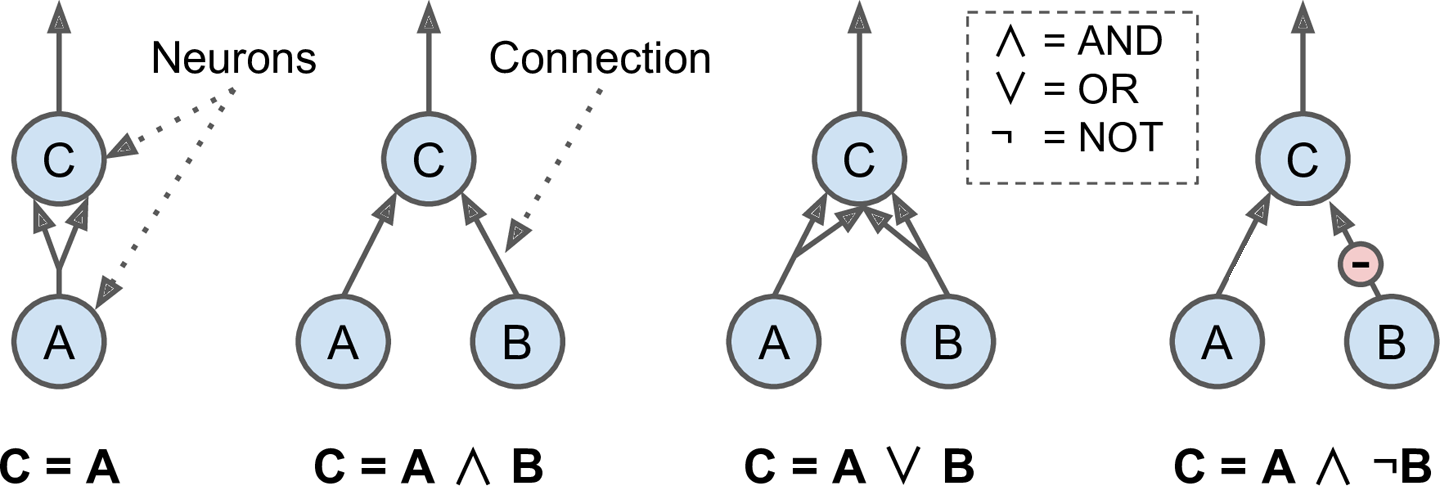 Neurons
Connection
∧ = AND
∨ = OR
¬ = NOT
C
C
C
C
-
A
A
B
A
B
A
B
C = A
C = A ∧ B
C = A ∨ B
C = A ∧ ¬B